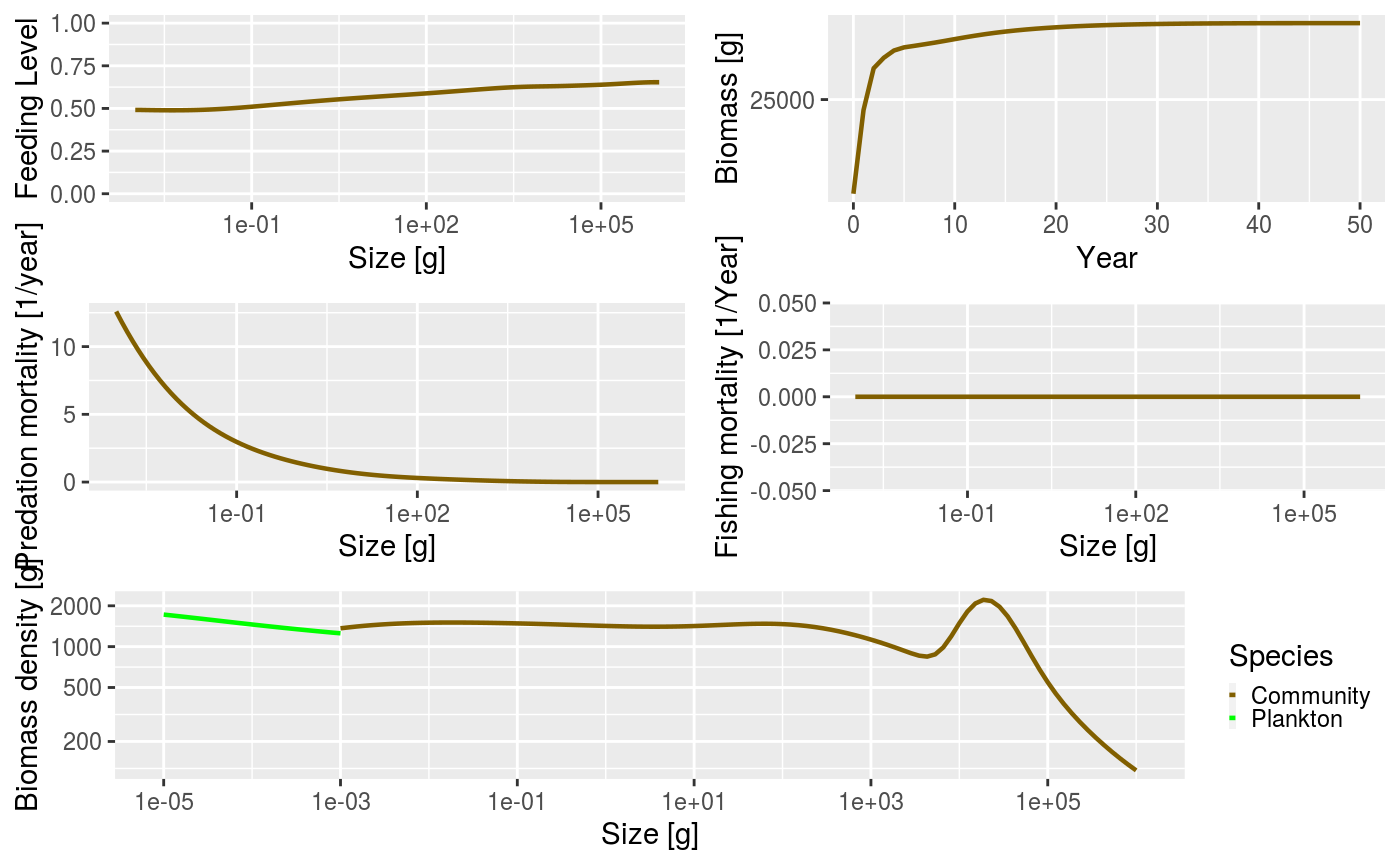 Feeding Level
1.00
0.75
0.50
0.25
0.00
1e-01 1e+02 1e+05
Size [g]
Biomass [g]
25000
0 10 20 30 40 50
Year
Predation mortality [1/year]
10
5
0
1e-01 1e+02 1e+05
Size [g]
Fishing mortality [1/Year]
0.050
0.025
0.000
-0.025
-0.050
1e-01 1e+02 1e+05
Size [g]
Biomass density [g]
2000
1000
500
200
1e-05 1e-03 1e-01 1e+01 1e+03 1e+05
Size [g]
Species
Community
Plankton